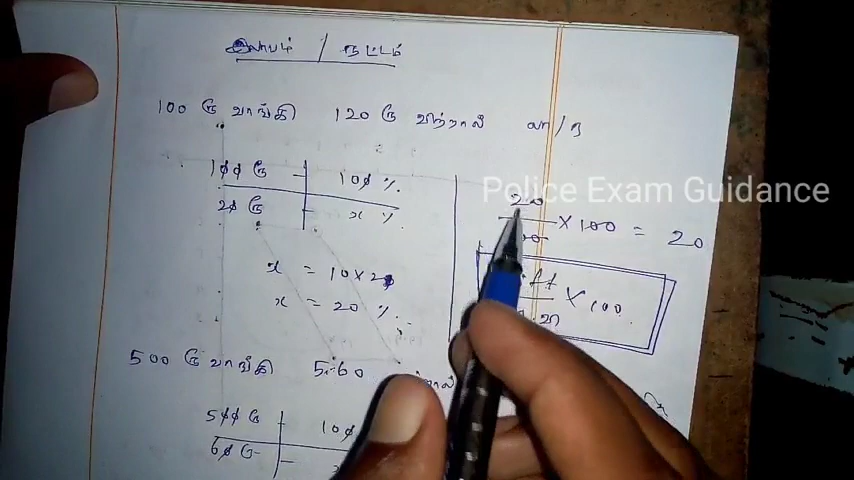 இலாபம் / நட்டம்
100 ரூ வாங்கி 120 ரூ விற்றால் லா/ந
100 ரூ - 100 %
20 ரூ - x %
x = 10 x 2
x = 20 %
Police Exam Guidance
20
X 100 = 20
ff
X 100
500 ரூ வாங்கி 560
500 ரூ - 100
60 ரூ -